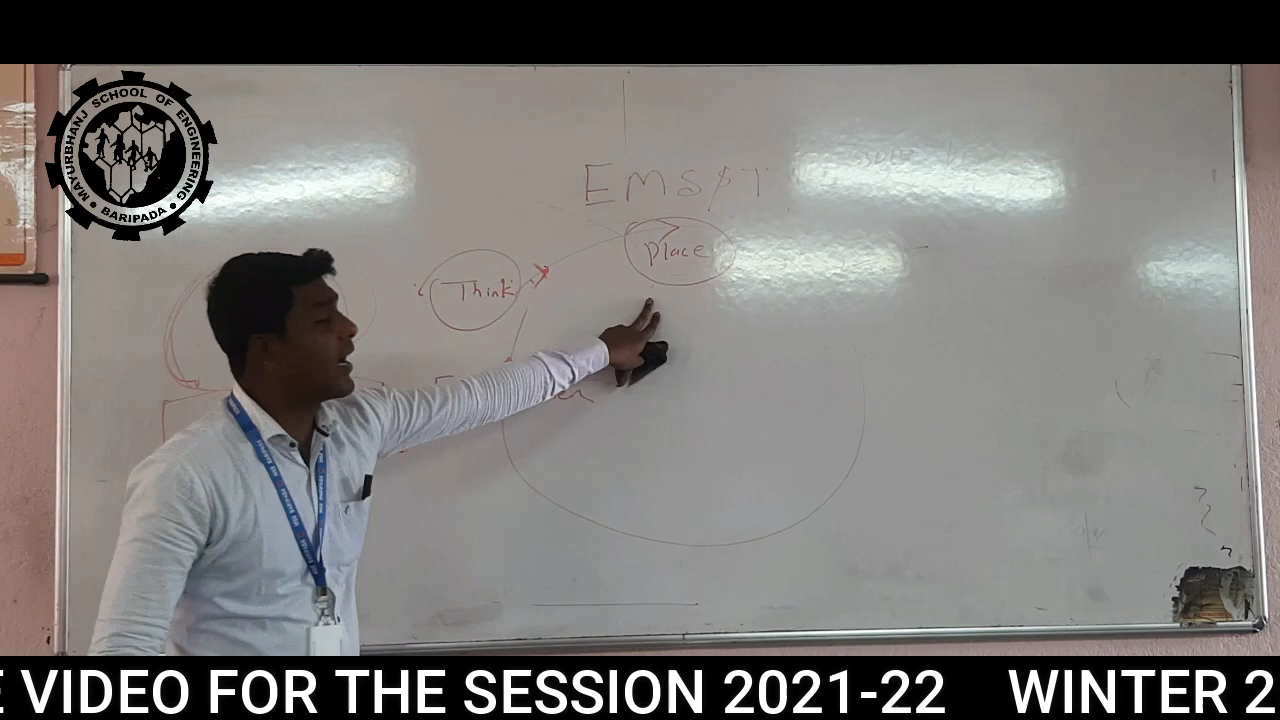 MAYURBHANJ SCHOOL OF ENGINEERING
BARIPADA
EMS/T
Place
Think
E VIDEO FOR THE SESSION 2021-22 WINTER 2